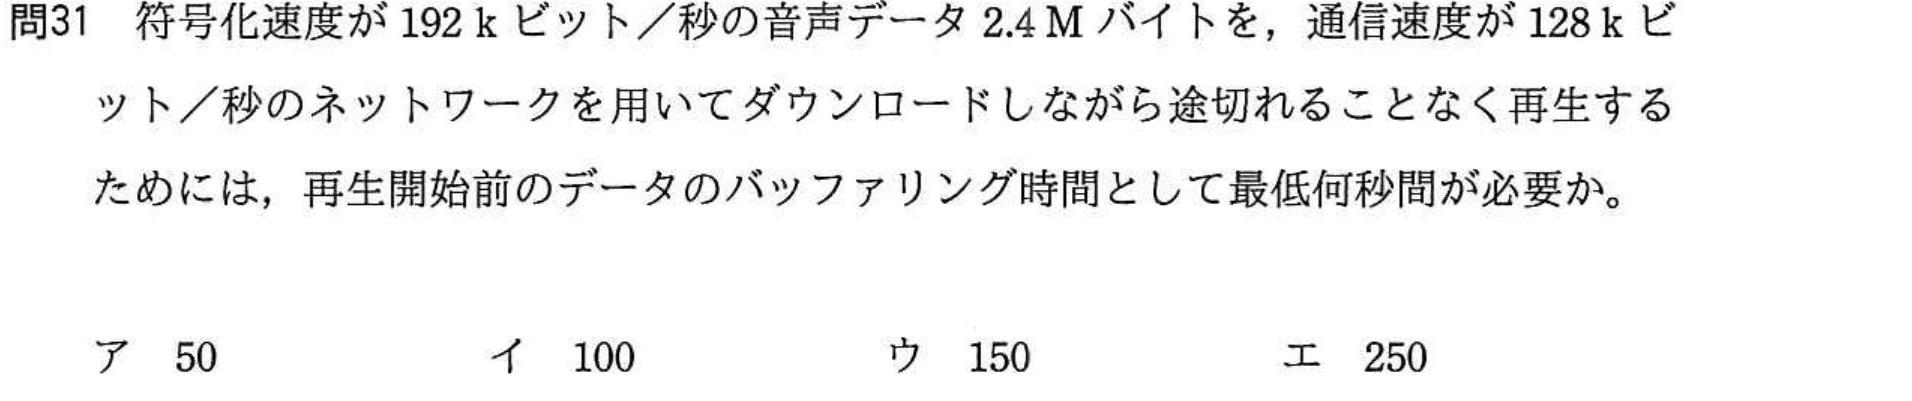 問31 符号化速度が 192 k ビット／秒の音声データ 2.4 M バイトを，通信速度が 128 k ビ
ット／秒のネットワークを用いてダウンロードしながら途切れることなく再生する
ためには，再生開始前のデータのバッファリング時間として最低何秒間が必要か。
ア 50 イ 100 ウ 150 エ 250